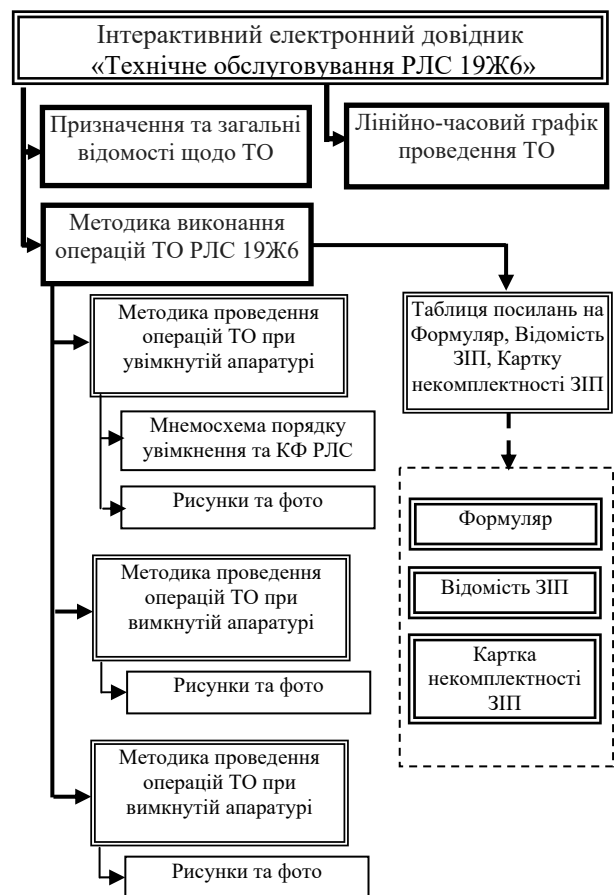 Інтерактивний електронний довідник
«Технічне обслуговування РЛС 19Ж6»
Призначення та загальні
відомості щодо ТО
Лінійно-часовий графік
проведення ТО
Методика виконання
операцій ТО РЛС 19Ж6
Методика проведення
операцій ТО при
увімкнутій апаратурі
Мнемосхема порядку
увімкнення та КФ РЛС
Рисунки та фото
Методика проведення
операцій ТО при
вимкнутій апаратурі
Рисунки та фото
Методика проведення
операцій ТО при
вимкнутій апаратурі
Рисунки та фото
Таблиця посилань на
Формуляр, Відомість
ЗІП, Картку
некомплектності ЗІП
Формуляр
Відомість ЗІП
Картка
некомплектності
ЗІП